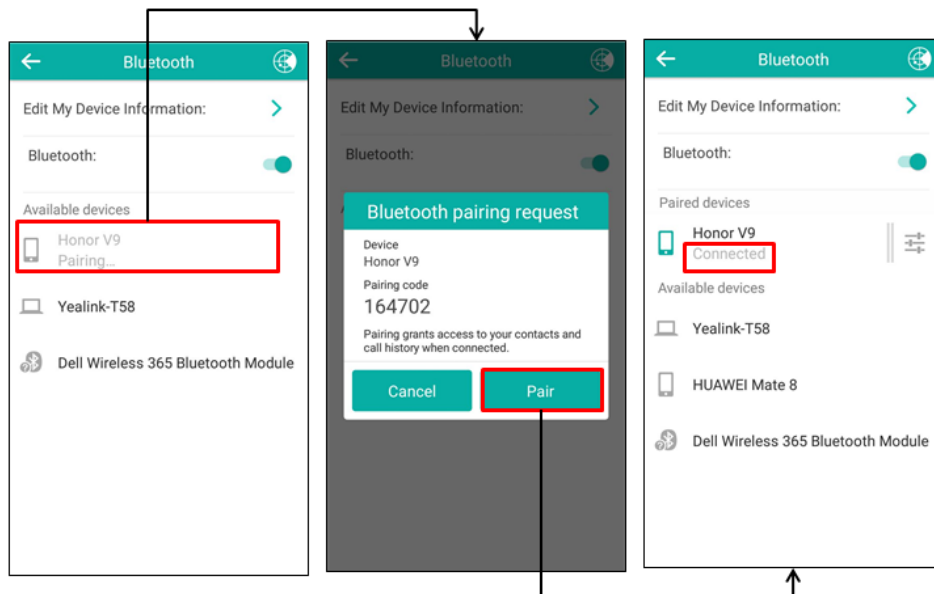 Bluetooth
Edit My Device Information:
Bluetooth:
Available devices
Honor V9
Pairing...
Yealink-T58
Dell Wireless 365 Bluetooth Module
Bluetooth
Edit My Device Information:
Bluetooth:
Bluetooth pairing request
Device
Honor V9
Pairing code
164702
Pairing grants access to your contacts and
call history when connected.
Cancel
Pair
Bluetooth
Edit My Device Information:
Bluetooth:
Paired devices
Honor V9
Connected
Available devices
Yealink-T58
HUAWEI Mate 8
Dell Wireless 365 Bluetooth Module